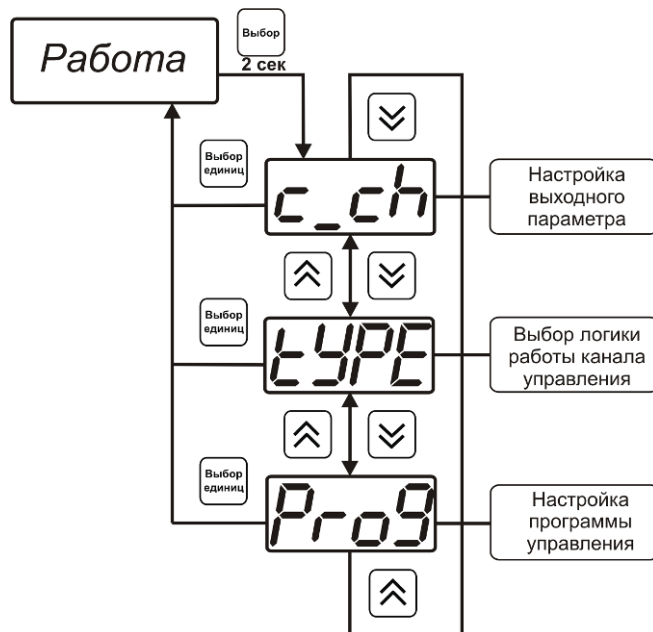 Работа
Выбор
2 сек
Выбор
единиц
c_ch
Настройка
выходного
параметра
Выбор
единиц
tYPE
Выбор логики
работы канала
управления
Выбор
единиц
Prog
Настройка
программы
управления